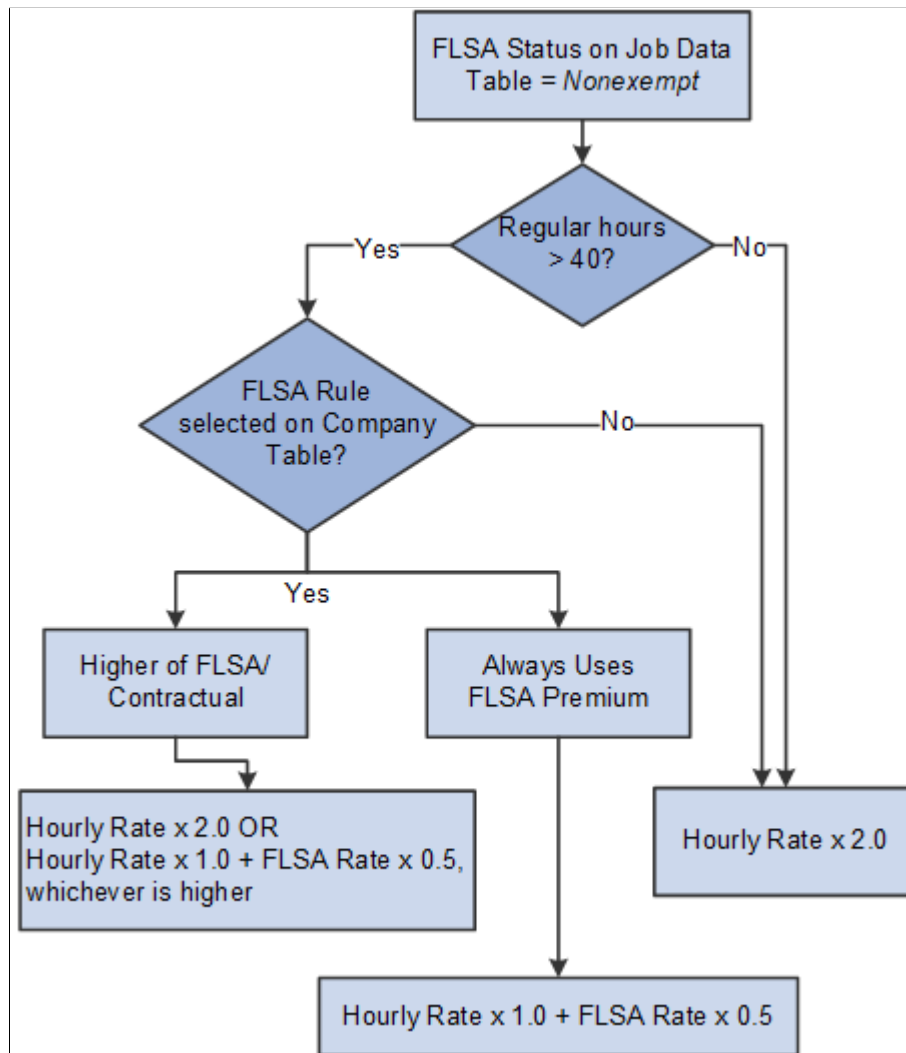 FLSA Status on Job Data
Table = Nonexempt
Regular hours
> 40?
Yes
No
FLSA Rule
selected on Company
Table?
No
Yes
Higher of FLSA/
Contractual
Always Uses
FLSA Premium
Hourly Rate x 2.0 OR
Hourly Rate x 1.0 + FLSA Rate x 0.5,
whichever is higher
Hourly Rate x 2.0
Hourly Rate x 1.0 + FLSA Rate x 0.5